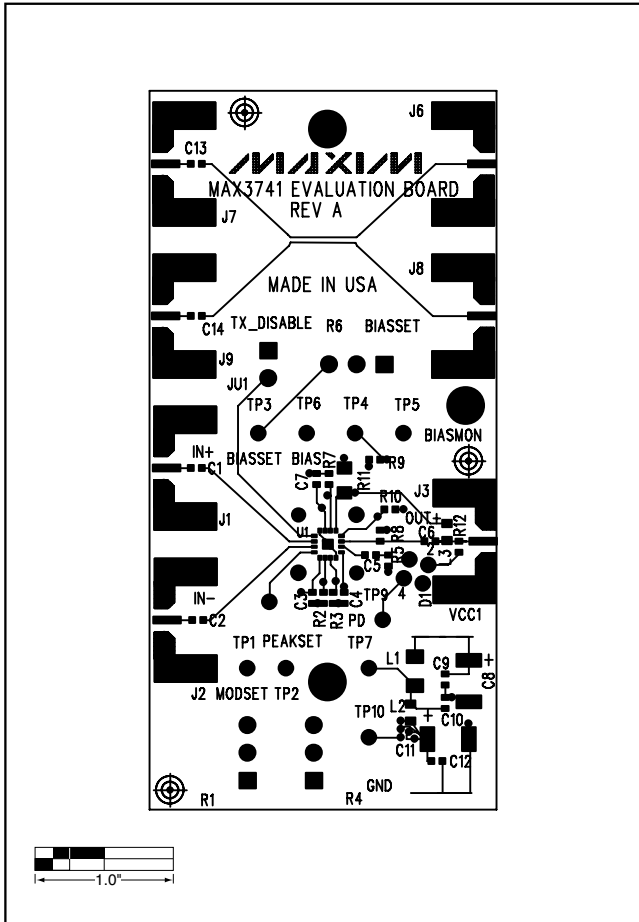 J6
C13
MAXIM
MAX3741 EVALUATION BOARD
REV A
J7
J8
MADE IN USA
C14
TX_DISABLE R6 BIASSET
J9
JU1
TP3 TP6 TP4 TP5
BIASMON
IN+ BIASSET BIAS R7 R9
C1 C7 R11
J3
R10
J1 OUT+
U1 R8 C6 R12
2 L3
C5 R5
IN- C3 R2 R3 C4 TP9 4 D1
C2 PD VCC1
PEAKSET
TP1 TP7
L1 C9 + C8
J2 MODSET TP2
L2
TP10 + C10
C11 C12
GND
R1 R4
1.0"